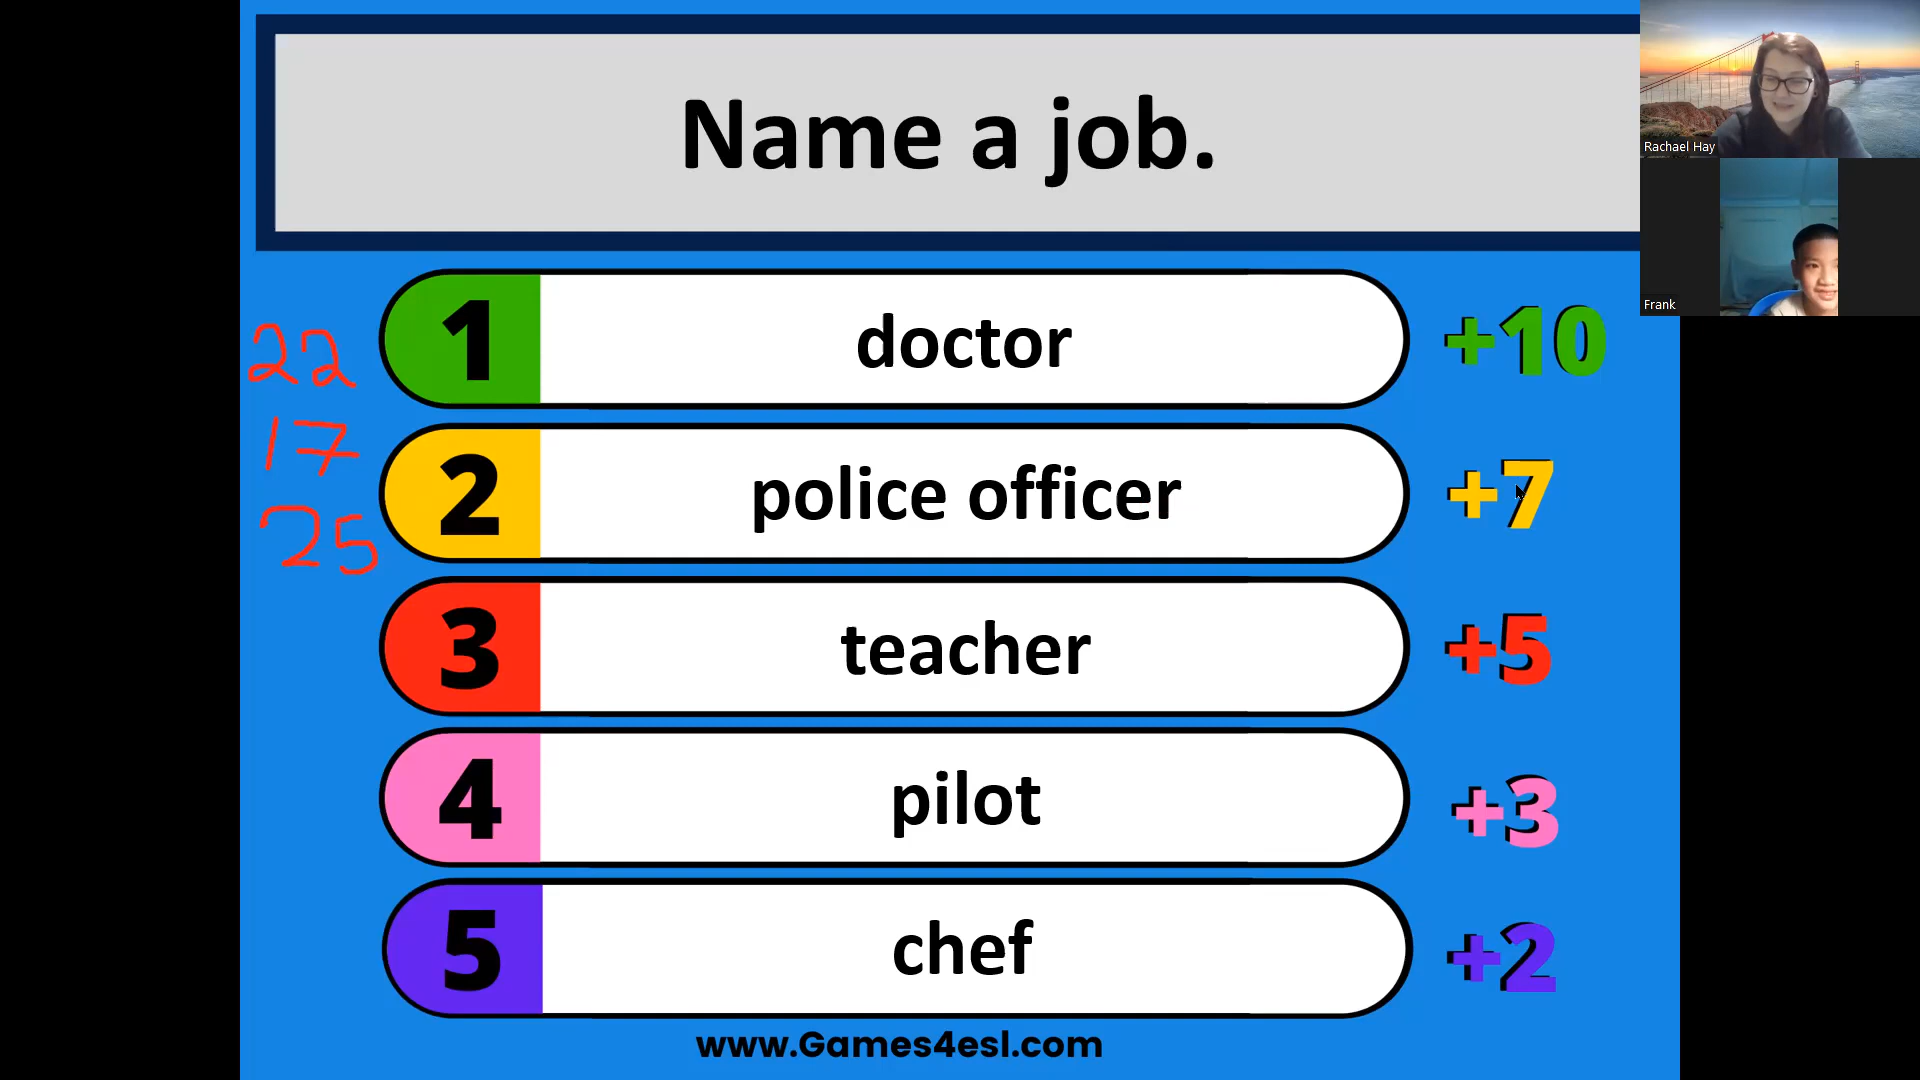 Name a job.
Rachael Hay
Frank
1 doctor +10
22
17
2 police officer +7
25
3 teacher +5
4 pilot +3
5 chef +2
www.Games4esl.com